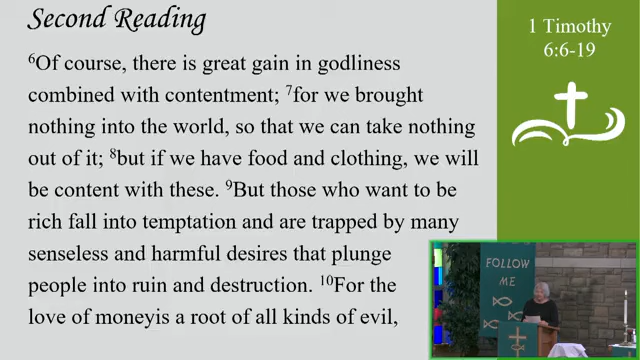 Second Reading
⁶Of course, there is great gain in godliness
combined with contentment; ⁷for we brought
nothing into the world, so that we can take nothing
out of it; ⁸but if we have food and clothing, we will
be content with these. ⁹But those who want to be
rich fall into temptation and are trapped by many
senseless and harmful desires that plunge
people into ruin and destruction. ¹⁰For the
love of moneyis a root of all kinds of evil,
1 Timothy
6:6-19
FOLLOW
ME